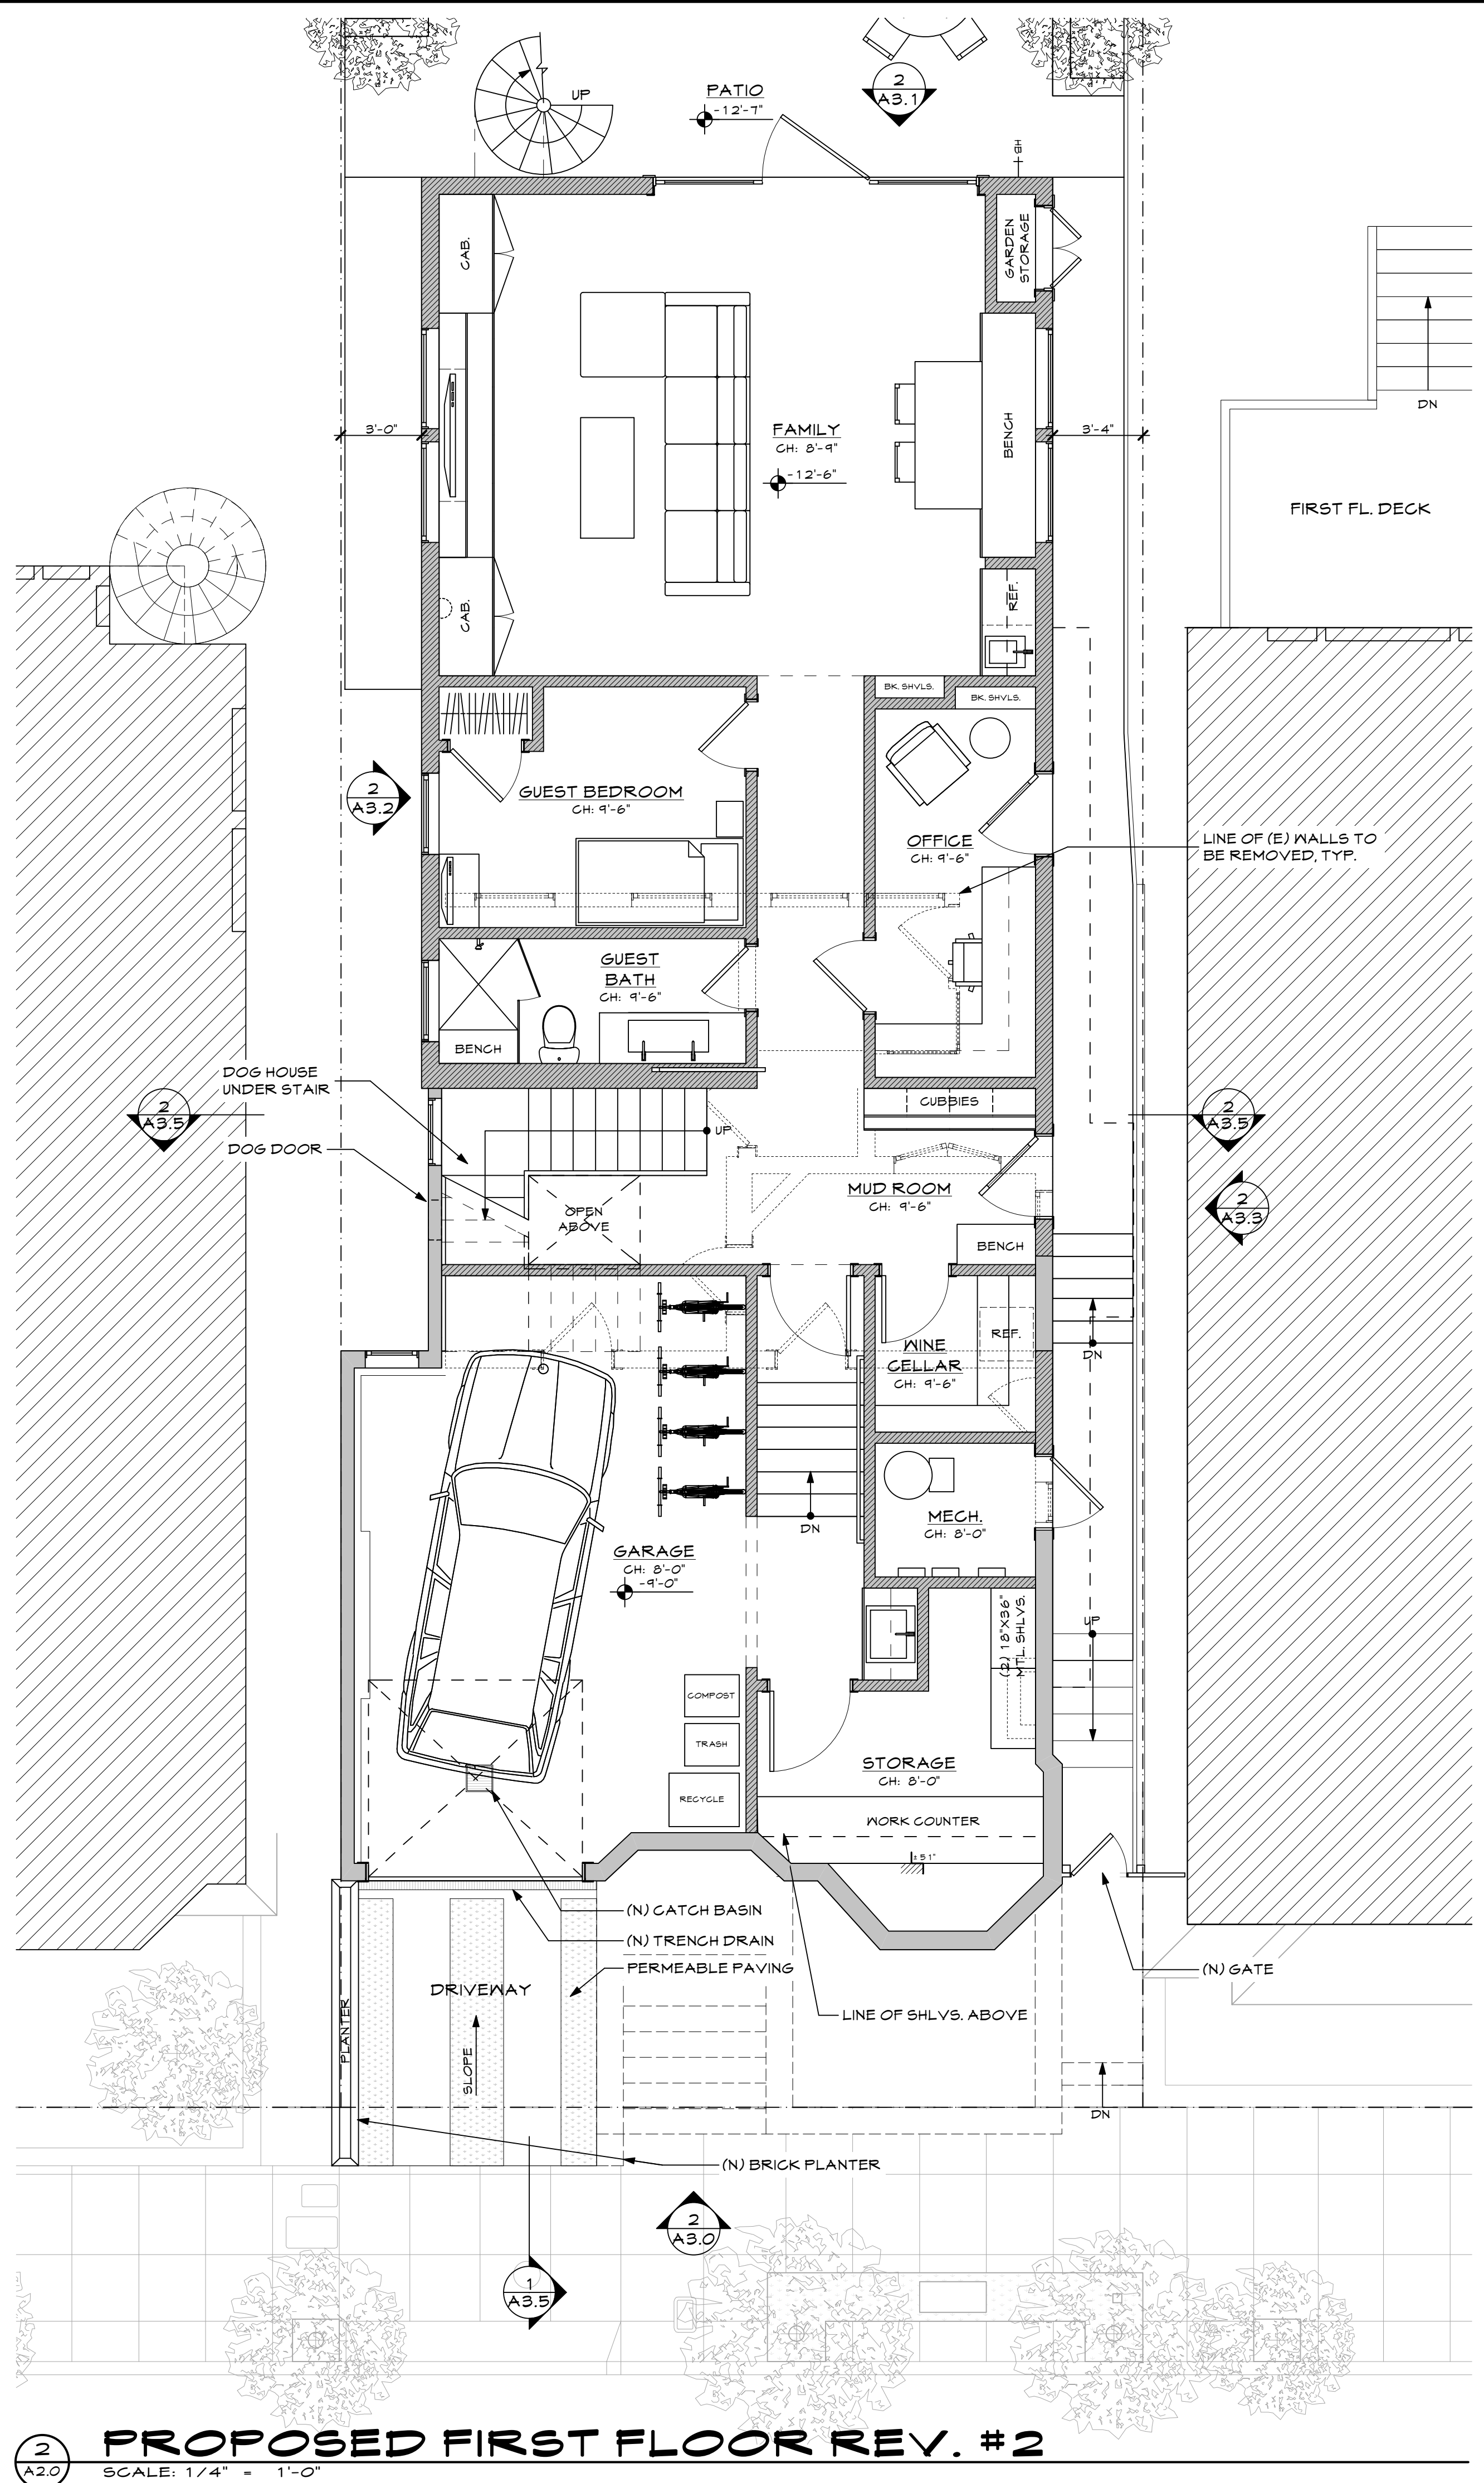 UP
PATIO
-12'-7"
2
A3.1
HB
CAB.
GARDEN
STORAGE
3'-0"
FAMILY
CH: 8'-9"
-12'-6"
BENCH
3'-4"
DN
FIRST FL. DECK
CAB.
REF.
BK. SHVLS.
BK. SHVLS.
2
A3.2
GUEST BEDROOM
CH: 9'-6"
OFFICE
CH: 9'-6"
LINE OF (E) WALLS TO
BE REMOVED, TYP.
GUEST
BATH
CH: 9'-6"
BENCH
DOG HOUSE
UNDER STAIR
2
A3.5
DOG DOOR
UP
CUBBIES
2
A3.5
MUD ROOM
CH: 9'-6"
2
A3.3
OPEN
ABOVE
BENCH
WINE
CELLAR
CH: 9'-6"
REF.
DN
DN
MECH.
CH: 8'-0"
GARAGE
CH: 8'-0"
-9'-0"
(2) 18"X36"
MTL. SHLVS.
UP
COMPOST
TRASH
RECYCLE
STORAGE
CH: 8'-0"
WORK COUNTER
±51"
(N) CATCH BASIN
(N) TRENCH DRAIN
PERMEABLE PAVING
DRIVEWAY
(N) GATE
LINE OF SHLVS. ABOVE
PLANTER
SLOPE
DN
(N) BRICK PLANTER
2
A3.0
1
A3.5
2
A2.0
PROPOSED FIRST FLOOR REV. #2
SCALE: 1/4" = 1'-0"